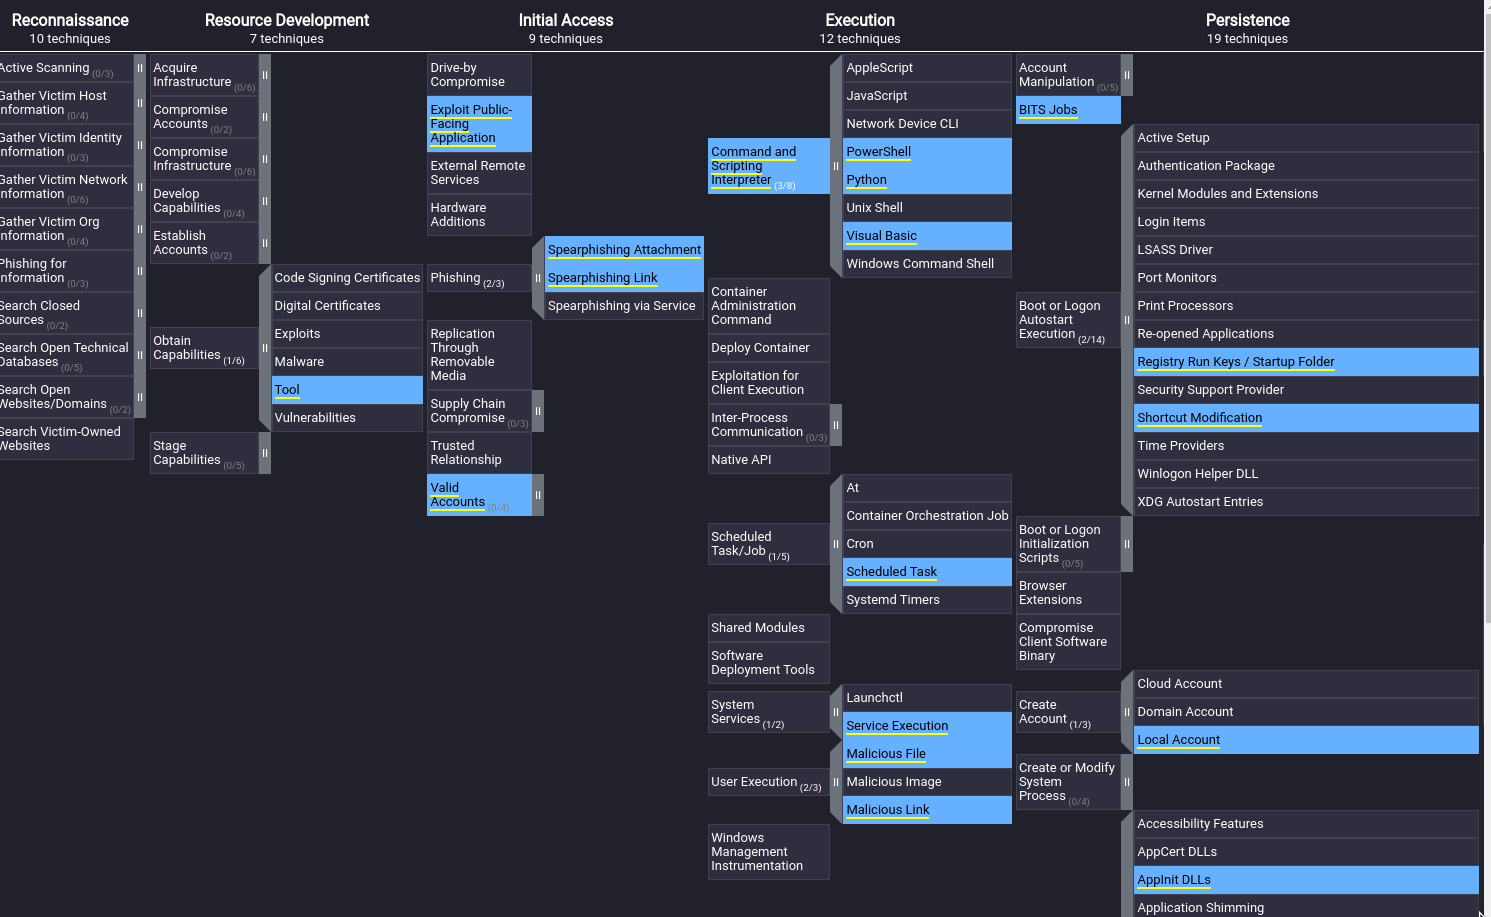 Reconnaissance
10 techniques
Active Scanning (0/3)
Gather Victim Host
nformation (0/4)
Gather Victim Identity
nformation (0/3)
Gather Victim Network
nformation (0/6)
Gather Victim Org
nformation (0/4)
Phishing for
nformation (0/3)
Search Closed
Sources (0/2)
Search Open Technical
Databases (0/5)
Search Open
Websites/Domains (0/2)
Search Victim-Owned
Websites
Resource Development
7 techniques
Acquire
Infrastructure (0/6)
Compromise
Accounts (0/2)
Compromise
Infrastructure (0/6)
Develop
Capabilities (0/4)
Establish
Accounts (0/2)
Obtain
Capabilities (1/6)
Code Signing Certificates
Digital Certificates
Exploits
Malware
Tool
Vulnerabilities
Stage
Capabilities (0/5)
Initial Access
9 techniques
Drive-by
Compromise
Exploit Public-
Facing
Application
External Remote
Services
Hardware
Additions
Phishing (2/3)
Spearphishing Attachment
Spearphishing Link
Spearphishing via Service
Replication
Through
Removable
Media
Supply Chain
Compromise (0/3)
Trusted
Relationship
Valid
Accounts (0/4)
Execution
12 techniques
Command and
Scripting
Interpreter (3/8)
AppleScript
JavaScript
Network Device CLI
PowerShell
Python
Unix Shell
Visual Basic
Windows Command Shell
Container
Administration
Command
Deploy Container
Exploitation for
Client Execution
Inter-Process
Communication (0/3)
Native API
Scheduled
Task/Job (1/5)
At
Container Orchestration Job
Cron
Scheduled Task
Systemd Timers
Shared Modules
Software
Deployment Tools
System
Services (1/2)
Launchctl
Service Execution
User Execution (2/3)
Malicious File
Malicious Image
Malicious Link
Windows
Management
Instrumentation
Persistence
19 techniques
Account
Manipulation (0/5)
BITS Jobs
Boot or Logon
Autostart
Execution (2/14)
Active Setup
Authentication Package
Kernel Modules and Extensions
Login Items
LSASS Driver
Port Monitors
Print Processors
Re-opened Applications
Registry Run Keys / Startup Folder
Security Support Provider
Shortcut Modification
Time Providers
Winlogon Helper DLL
XDG Autostart Entries
Boot or Logon
Initialization
Scripts (0/5)
Browser
Extensions
Compromise
Client Software
Binary
Create
Account (1/3)
Cloud Account
Domain Account
Local Account
Create or Modify
System
Process (0/4)
Accessibility Features
AppCert DLLs
AppInit DLLs
Application Shimming